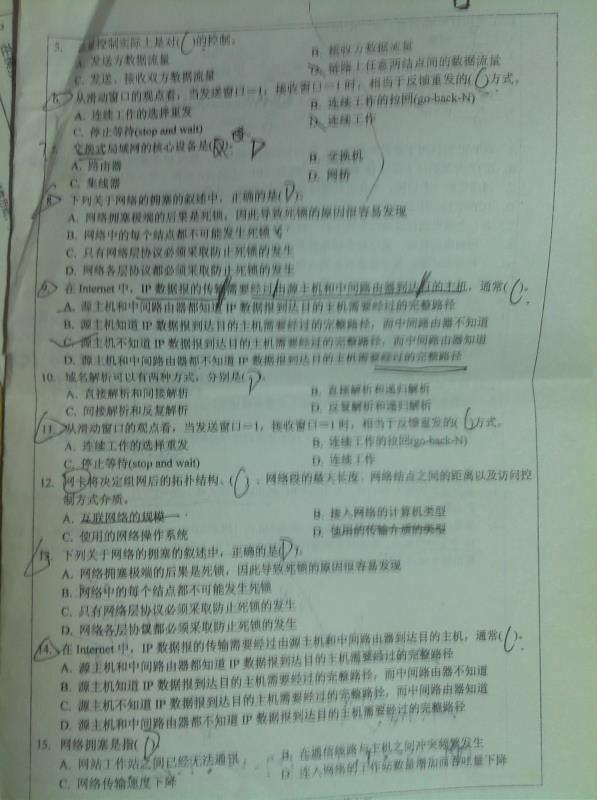 5. 控制实际上是对( )的控制。
A. 发送方数据流量 B. 接收方数据流量
C. 发送、接收双方数据流量 D. 链路上任意两结点间的数据流量
6. 从滑动窗口的观点看，当发送窗口=1，接收窗口=1时，相当于反馈重发的( )方式。
A. 连续工作的选择重发 B. 连续工作的拉回(go-back-N)
C. 停止等待(stop and wait) D. 连续工作
交换式局域网的核心设备是( )。 D
A. 路由器 B. 交换机
C. 集线器 D. 网桥
8. 下列关于网络的拥塞的叙述中，正确的是(D)。
A. 网络拥塞极端的后果是死锁，因此导致死锁的原因很容易发现
B. 网络中的每个结点都不可能发生死锁
C. 只有网络层协议必须采取防止死锁的发生
D. 网络各层协议都必须采取防止死锁的发生
9. 在 Internet 中，IP 数据报的传输需要经过由源主机和中间路由器到达目的主机，通常( )。
A. 源主机和中间路由器都知道 IP 数据报到达目的主机需要经过的完整路径
B. 源主机知道 IP 数据报到达目的主机需要经过的完整路径，而中间路由器不知道
C. 源主机不知道 IP 数据报到达目的主机需要经过的完整路径，而中间路由器知道
D. 源主机和中间路由器都不知道 IP 数据报到达目的主机需要经过的完整路径
10. 域名解析可以有两种方式，分别是(D)。
A. 直接解析和间接解析 B. 直接解析和递归解析
C. 间接解析和反复解析 D. 反复解析和递归解析
11. 从滑动窗口的观点看，当发送窗口=1，接收窗口=1时，相当于反馈重发的( )方式。
A. 连续工作的选择重发 B. 连续工作的拉回(go-back-N)
C. 停止等待(stop and wait) D. 连续工作
12. 网卡将决定组网后的拓扑结构、( )、网络段的最大长度、网络结点之间的距离以及访问控
制方式介质。
A. 互联网络的规模 B. 接入网络的计算机类型
C. 使用的网络操作系统 D. 使用的传输介质的类型
13. 下列关于网络的拥塞的叙述中，正确的是(D)。
A. 网络拥塞极端的后果是死锁，因此导致死锁的原因很容易发现
B. 网络中的每个结点都不可能发生死锁
C. 只有网络层协议必须采取防止死锁的发生
D. 网络各层协议都必须采取防止死锁的发生
14. 在 Internet 中，IP 数据报的传输需要经过由源主机和中间路由器到达目的主机，通常( )。
A. 源主机和中间路由器都知道 IP 数据报到达目的主机需要经过的完整路径
B. 源主机知道 IP 数据报到达目的主机需要经过的完整路径，而中间路由器不知道
C. 源主机不知道 IP 数据报到达目的主机需要经过的完整路径，而中间路由器知道
D. 源主机和中间路由器都不知道 IP 数据报到达目的主机需要经过的完整路径
15. 网络拥塞是指(D)
A. 网站工作站之间已经无法通讯 B. 在通信线路与主机之间冲突频繁发生
C. 网络传输速度下降 D. 连入网络的工作站数量增加而吞吐量下降